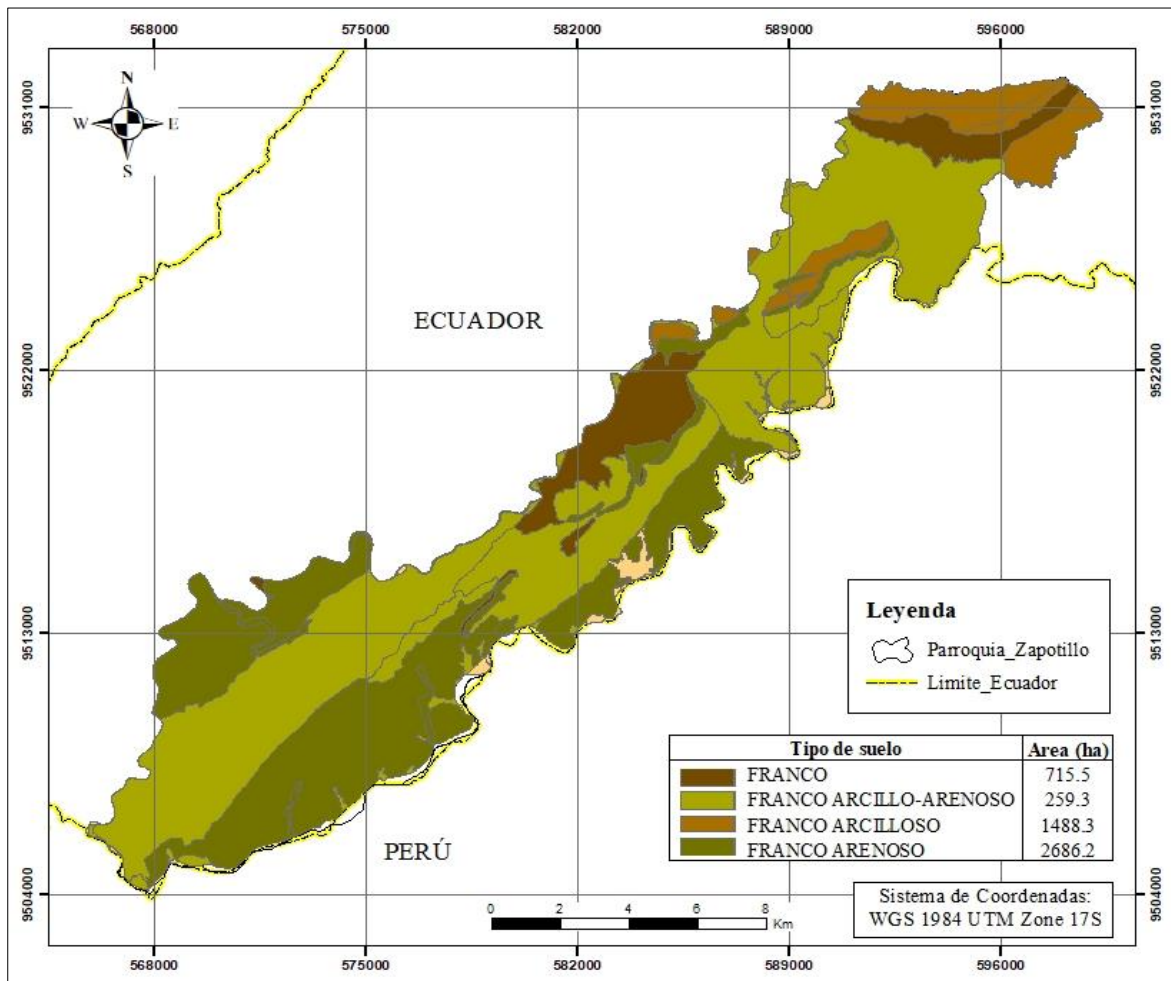 568000 575000 582000 589000 596000
9531000 9531000
N
W E
S
ECUADOR
9522000 9522000
Leyenda
Parroquia_Zapotillo
Limite_Ecuador
9513000 9513000
Tipo de suelo Area (ha)
FRANCO 715.5
FRANCO ARCILLO-ARENOSO 259.3
FRANCO ARCILLOSO 1488.3
FRANCO ARENOSO 2686.2
PERÚ
Sistema de Coordenadas:
WGS 1984 UTM Zone 17S
9504000 9504000
0 2 4 6 8
Km
568000 575000 582000 589000 596000